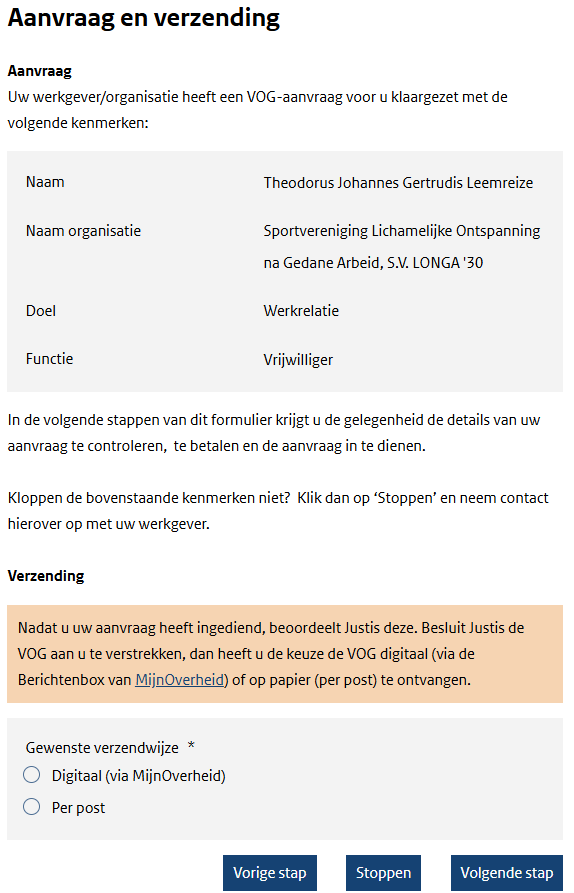 Aanvraag en verzending
Aanvraag
Uw werkgever/organisatie heeft een VOG-aanvraag voor u klaargezet met de
volgende kenmerken:
Naam Theodorus Johannes Gertrudis Leemreize
Naam organisatie Sportvereniging Lichamelijke Ontspanning
na Gedane Arbeid, S.V. LONGA '30
Doel Werkrelatie
Functie Vrijwilliger
In de volgende stappen van dit formulier krijgt u de gelegenheid de details van uw
aanvraag te controleren, te betalen en de aanvraag in te dienen.
Kloppen de bovenstaande kenmerken niet? Klik dan op ‘Stoppen’ en neem contact
hierover op met uw werkgever.
Verzending
Nadat u uw aanvraag heeft ingediend, beoordeelt Justis deze. Besluit Justis de
VOG aan u te verstrekken, dan heeft u de keuze de VOG digitaal (via de
Berichtenbox van MijnOverheid) of op papier (per post) te ontvangen.
Gewenste verzendwijze *
Digitaal (via MijnOverheid)
Per post
Vorige stap Stoppen Volgende stap